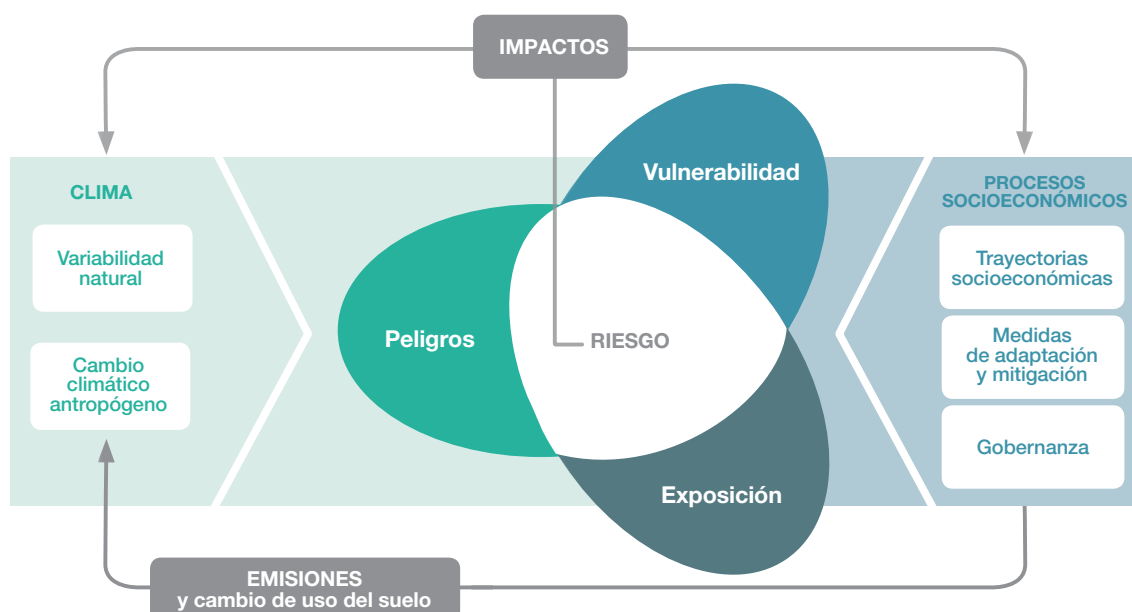 IMPACTOS
CLIMA
Variabilidad
natural
Cambio
climático
antropógeno
Peligros
Vulnerabilidad
RIESGO
Exposición
PROCESOS
SOCIOECONÓMICOS
Trayectorias
socioeconómicas
Medidas
de adaptación
y mitigación
Gobernanza
EMISIONES
y cambio de uso del suelo